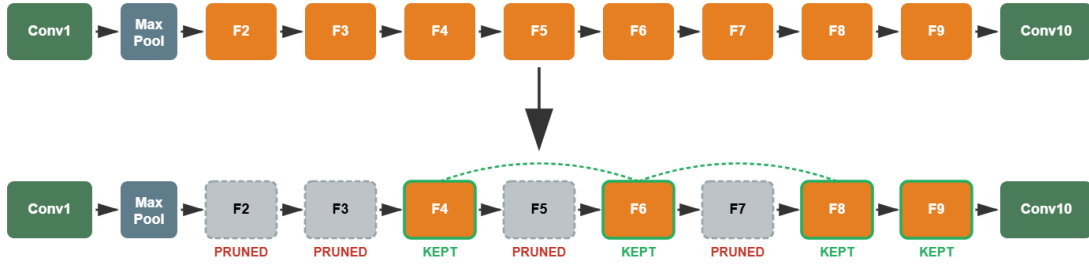 Conv1
Max
Pool
F2
F3
F4
F5
F6
F7
F8
F9
Conv10
Conv1
Max
Pool
F2
F3
F4
F5
F6
F7
F8
F9
Conv10
PRUNED
PRUNED
KEPT
PRUNED
KEPT
PRUNED
KEPT
KEPT